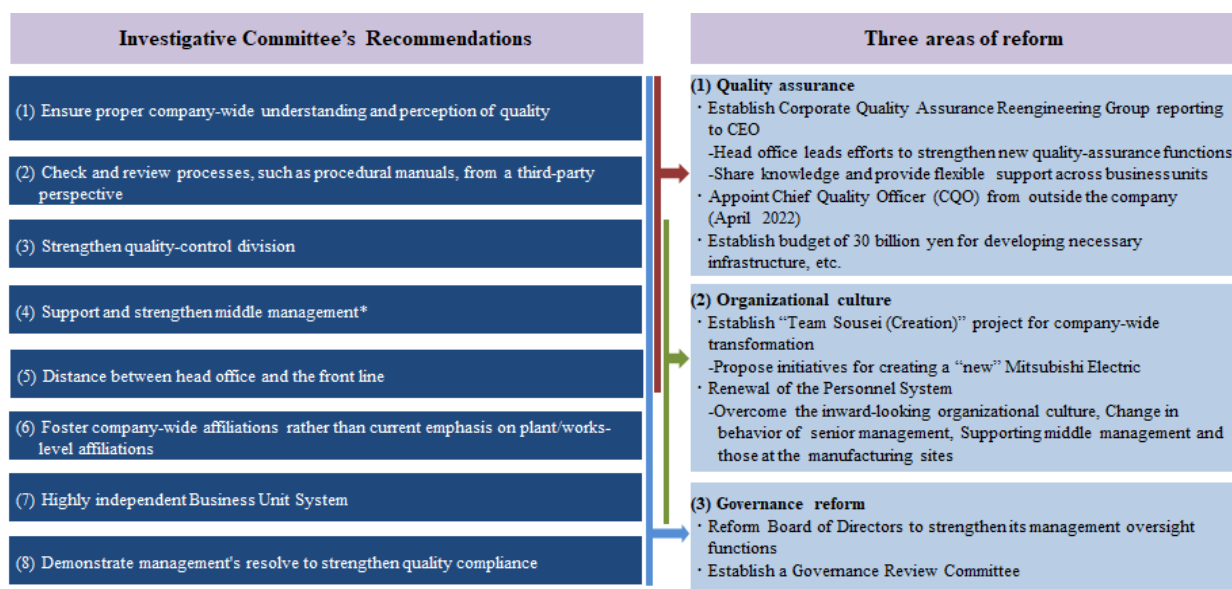 Investigative Committee's Recommendations
(1) Ensure proper company-wide understanding and perception of quality
(2) Check and review processes, such as procedural manuals, from a third-party
perspective
(3) Strengthen quality-control division
(4) Support and strengthen middle management*
(5) Distance between head office and the front line
(6) Foster company-wide affiliations rather than current emphasis on plant/works-
level affiliations
(7) Highly independent Business Unit System
(8) Demonstrate management's resolve to strengthen quality compliance
Three areas of reform
(1) Quality assurance
・Establish Corporate Quality Assurance Reengineering Group reporting
to CEO
-Head office leads efforts to strengthen new quality-assurance functions
-Share knowledge and provide flexible support across business units
・Appoint Chief Quality Officer (CQO) from outside the company
(April 2022)
・Establish budget of 30 billion yen for developing necessary
infrastructure, etc.
(2) Organizational culture
・Establish “Team Sousei (Creation)” project for company-wide
transformation
-Propose initiatives for creating a “new” Mitsubishi Electric
・Renewal of the Personnel System
-Overcome the inward-looking organizational culture, Change in
behavior of senior management, Supporting middle management and
those at the manufacturing sites
(3) Governance reform
・Reform Board of Directors to strengthen its management oversight
functions
・Establish a Governance Review Committee